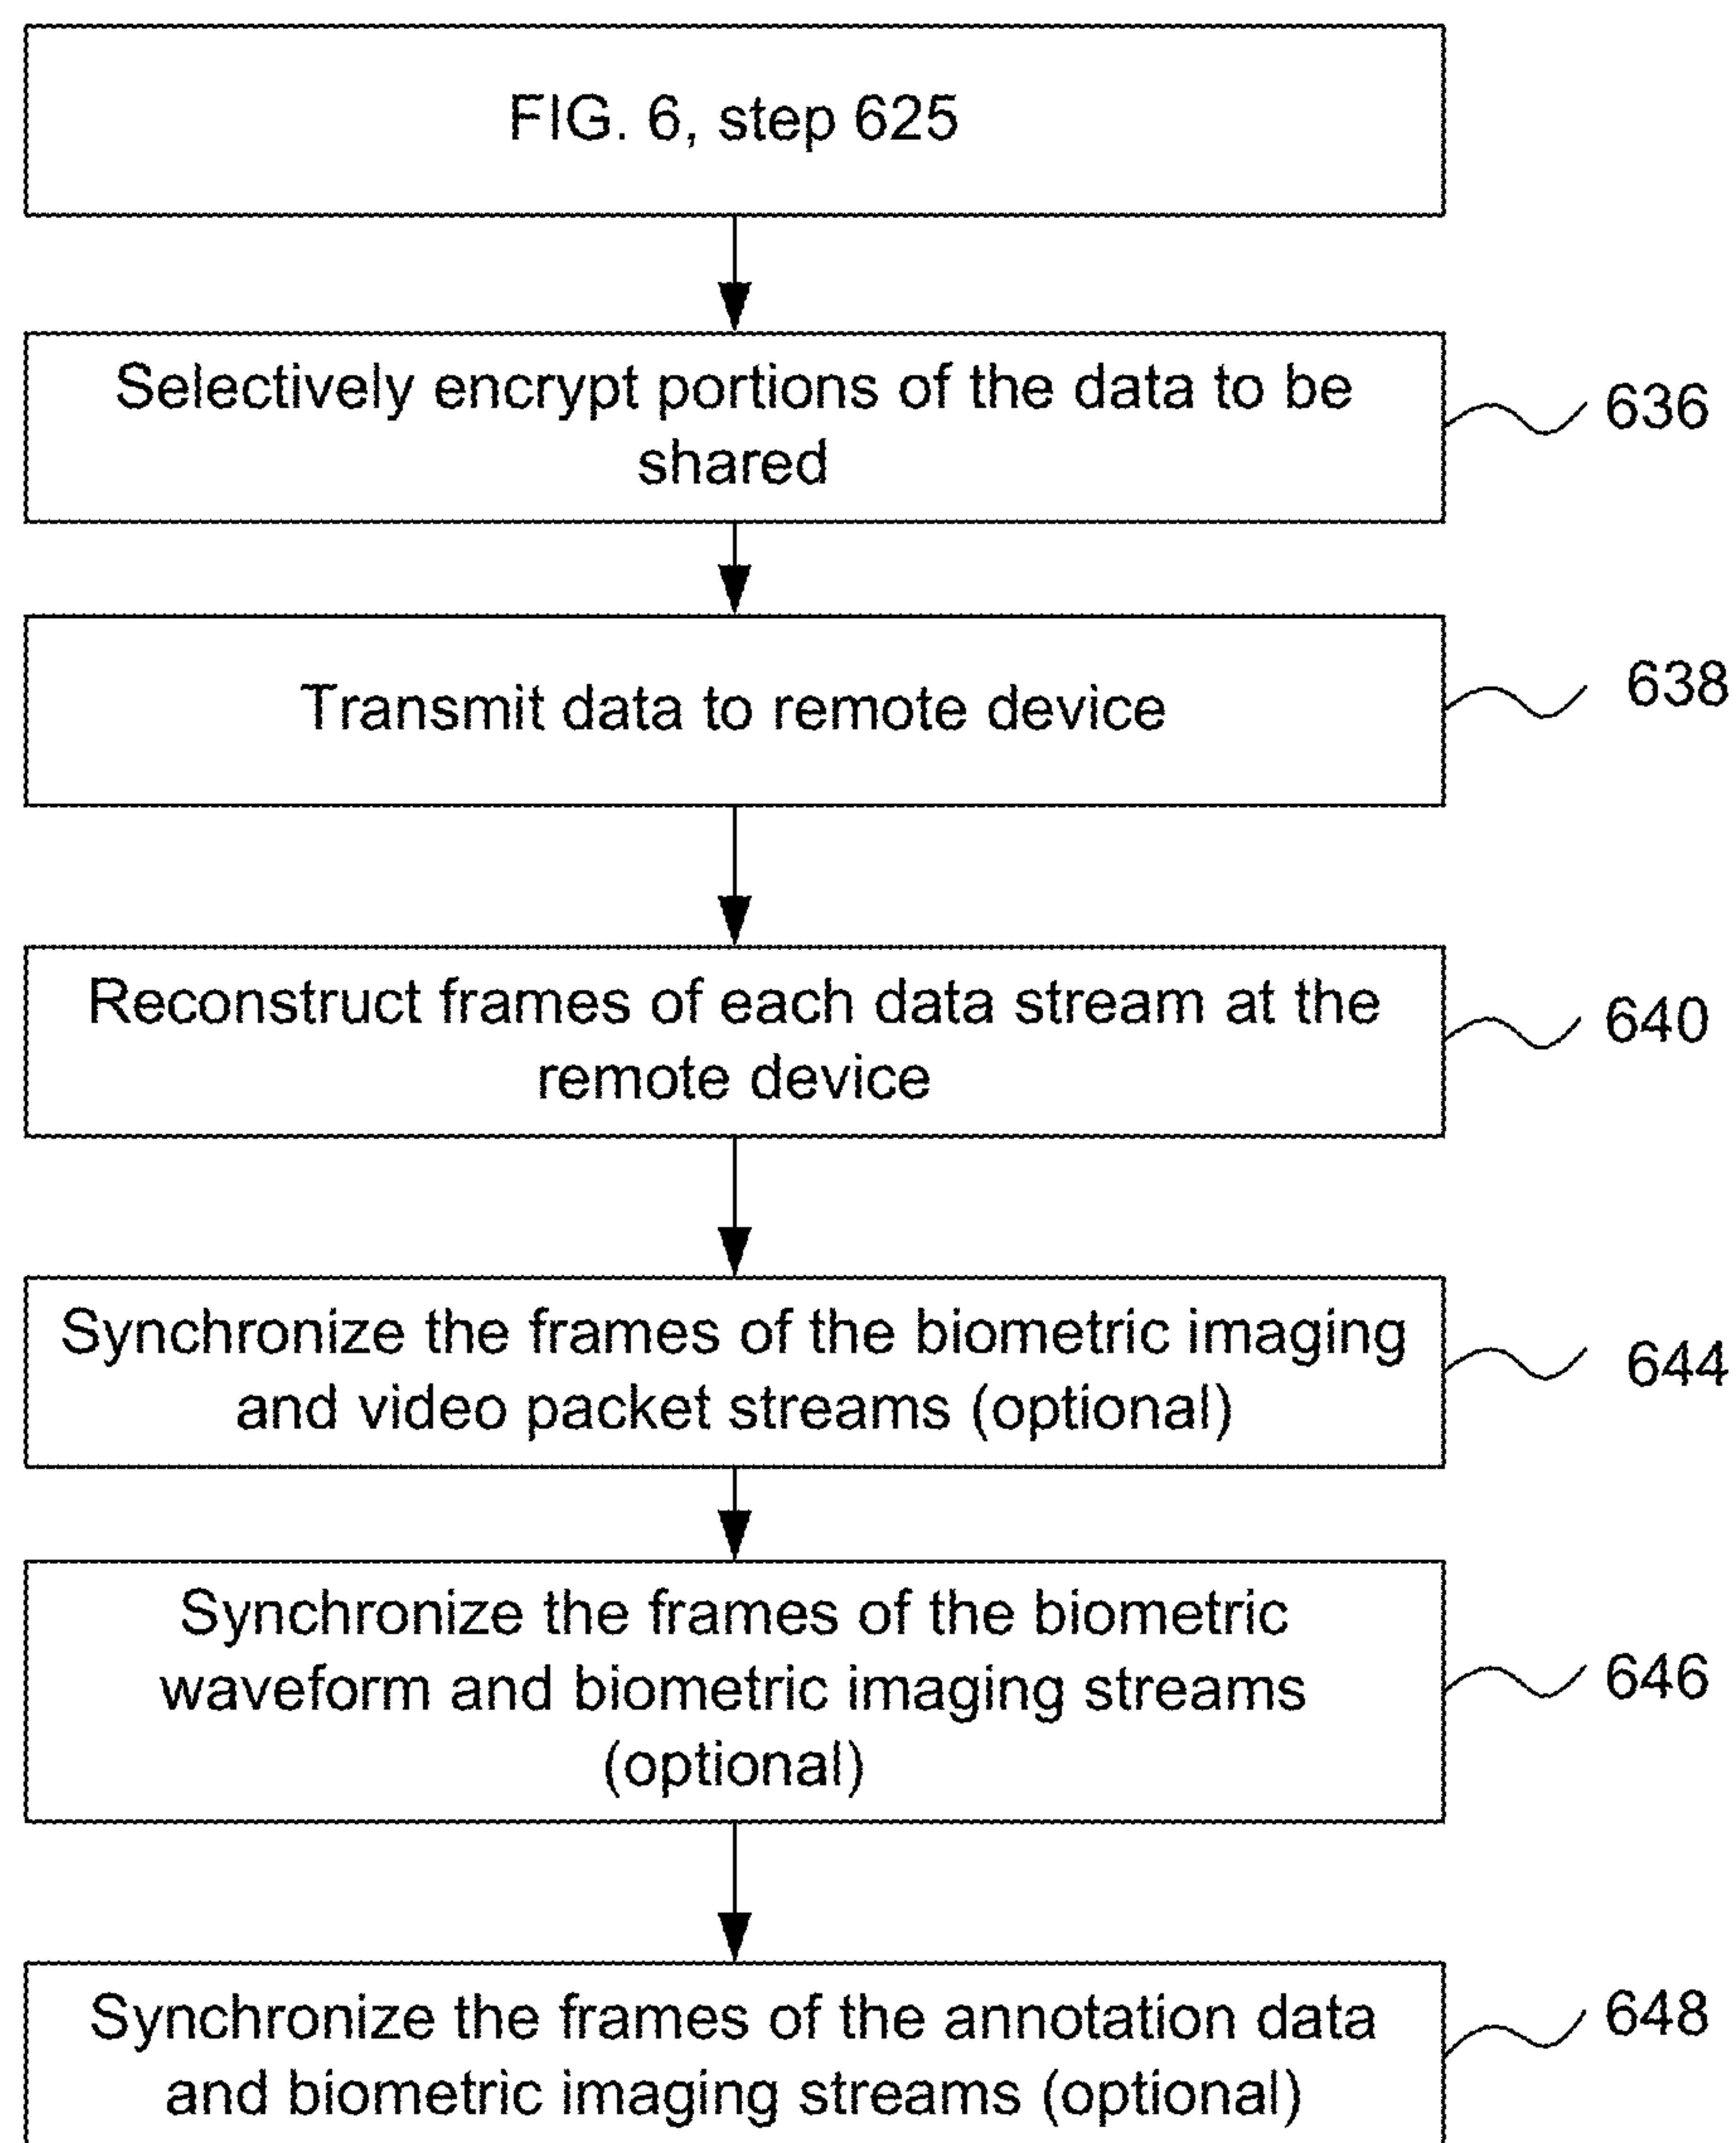 FIG. 6, step 625
Selectively encrypt portions of the data to be
shared
636
Transmit data to remote device
638
Reconstruct frames of each data stream at the
remote device
640
Synchronize the frames of the biometric imaging
and video packet streams (optional)
644
Synchronize the frames of the biometric
waveform and biometric imaging streams
(optional)
646
Synchronize the frames of the annotation data
and biometric imaging streams (optional)
648